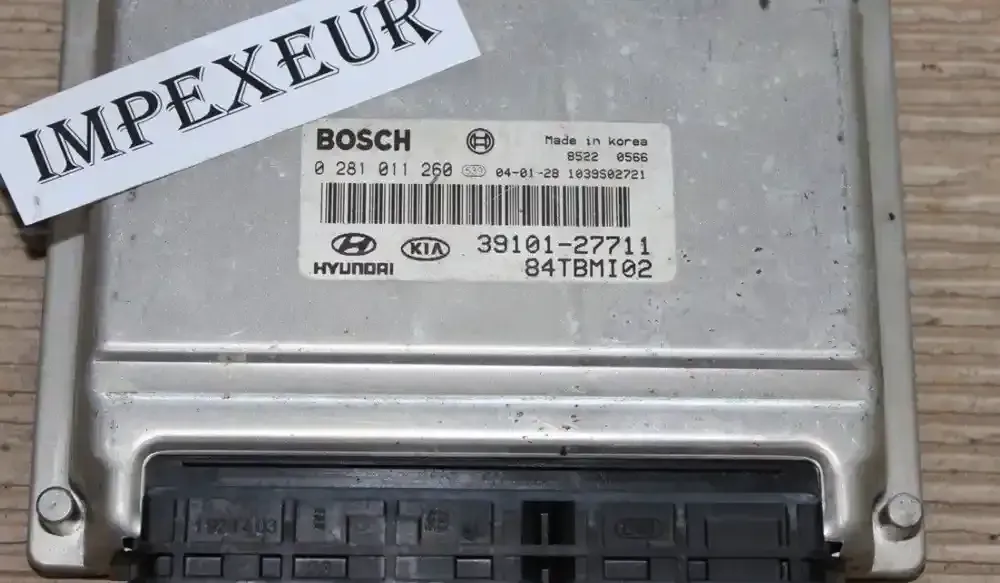 IMPEXEUR
BOSCH
Made in korea
8522 0566
0 281 011 260 04-01-28 1039S02721
HYUNDAI
KIA
39101-27711
84TBMI02